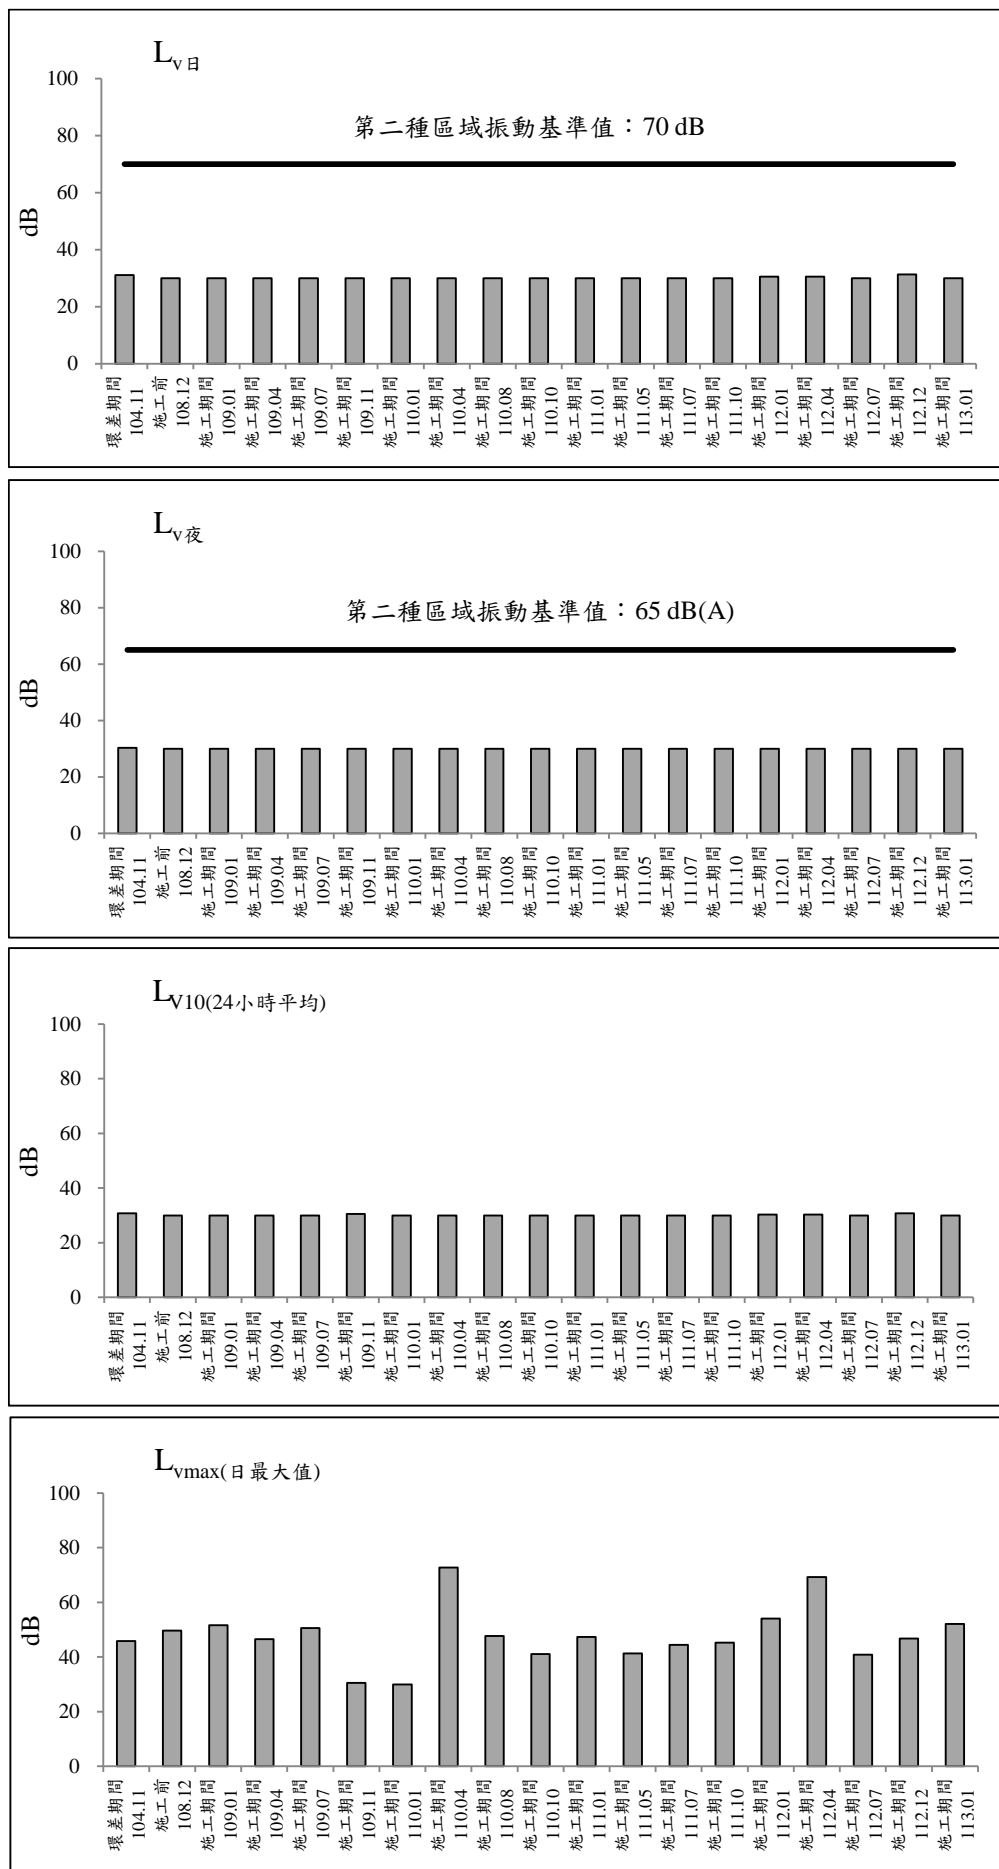 Lv日
第二種區域振動基準值：70 dB
dB
100
80
60
40
20
0
環差期間 104.11
施工前 108.12
施工期間 109.01
施工期間 109.04
施工期間 109.07
施工期間 109.11
施工期間 110.01
施工期間 110.04
施工期間 110.08
施工期間 110.10
施工期間 111.01
施工期間 111.05
施工期間 111.07
施工期間 111.10
施工期間 112.01
施工期間 112.04
施工期間 112.07
施工期間 112.12
施工期間 113.01
Lv夜
第二種區域振動基準值：65 dB(A)
dB
100
80
60
40
20
0
環差期間 104.11
施工前 108.12
施工期間 109.01
施工期間 109.04
施工期間 109.07
施工期間 109.11
施工期間 110.01
施工期間 110.04
施工期間 110.08
施工期間 110.10
施工期間 111.01
施工期間 111.05
施工期間 111.07
施工期間 111.10
施工期間 112.01
施工期間 112.04
施工期間 112.07
施工期間 112.12
施工期間 113.01
LV10(24小時平均)
dB
100
80
60
40
20
0
環差期間 104.11
施工前 108.12
施工期間 109.01
施工期間 109.04
施工期間 109.07
施工期間 109.11
施工期間 110.01
施工期間 110.04
施工期間 110.08
施工期間 110.10
施工期間 111.01
施工期間 111.05
施工期間 111.07
施工期間 111.10
施工期間 112.01
施工期間 112.04
施工期間 112.07
施工期間 112.12
施工期間 113.01
Lvmax(日最大值)
dB
100
80
60
40
20
0
環差期間 104.11
施工前 108.12
施工期間 109.01
施工期間 109.04
施工期間 109.07
施工期間 109.11
施工期間 110.01
施工期間 110.04
施工期間 110.08
施工期間 110.10
施工期間 111.01
施工期間 111.05
施工期間 111.07
施工期間 111.10
施工期間 112.01
施工期間 112.04
施工期間 112.07
施工期間 112.12
施工期間 113.01